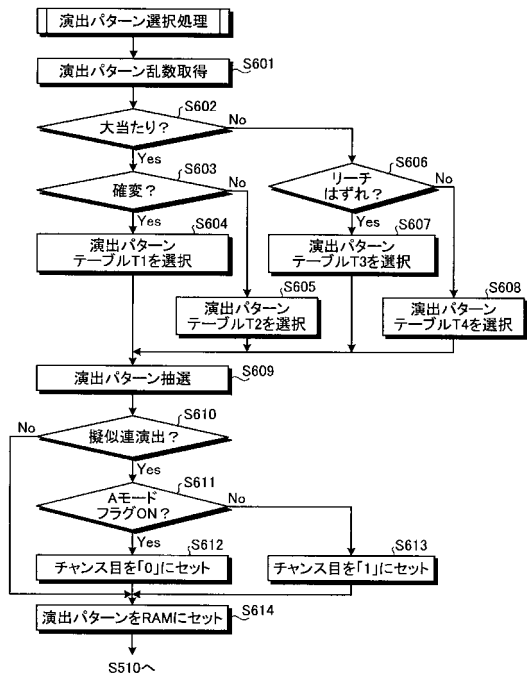 演出パターン選択処理
演出パターン乱数取得
S601
大当たり？
S602
No
Yes
確変？
S603
No
Yes
リーチ
はずれ？
S606
No
Yes
演出パターン
テーブルT1を選択
S604
演出パターン
テーブルT3を選択
S607
演出パターン
テーブルT2を選択
S605
演出パターン
テーブルT4を選択
S608
演出パターン抽選
S609
擬似連演出？
S610
No
Yes
Aモード
フラグON？
S611
No
Yes
チャンス目を「0」にセット
S612
チャンス目を「1」にセット
S613
演出パターンをRAMにセット
S614
S510へ